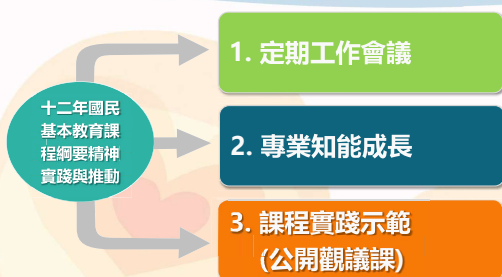 十二年國民
基本教育課
程綱要精神
實踐與推動
1. 定期工作會議
2. 專業知能成長
3. 課程實踐示範
(公開觀議課)